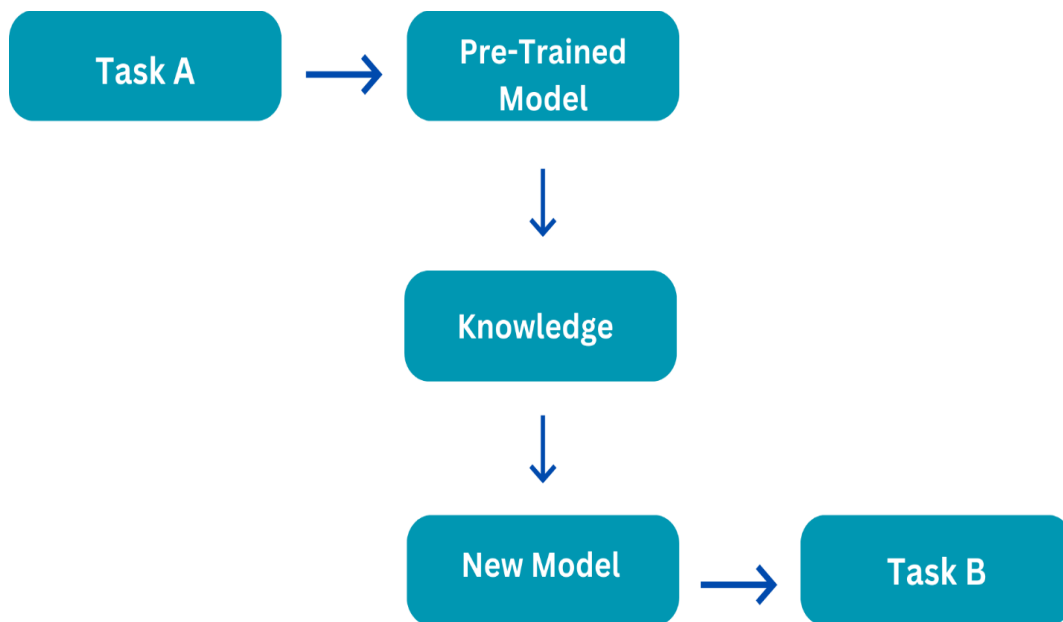 Task A
Pre-Trained
Model
Knowledge
New Model
Task B